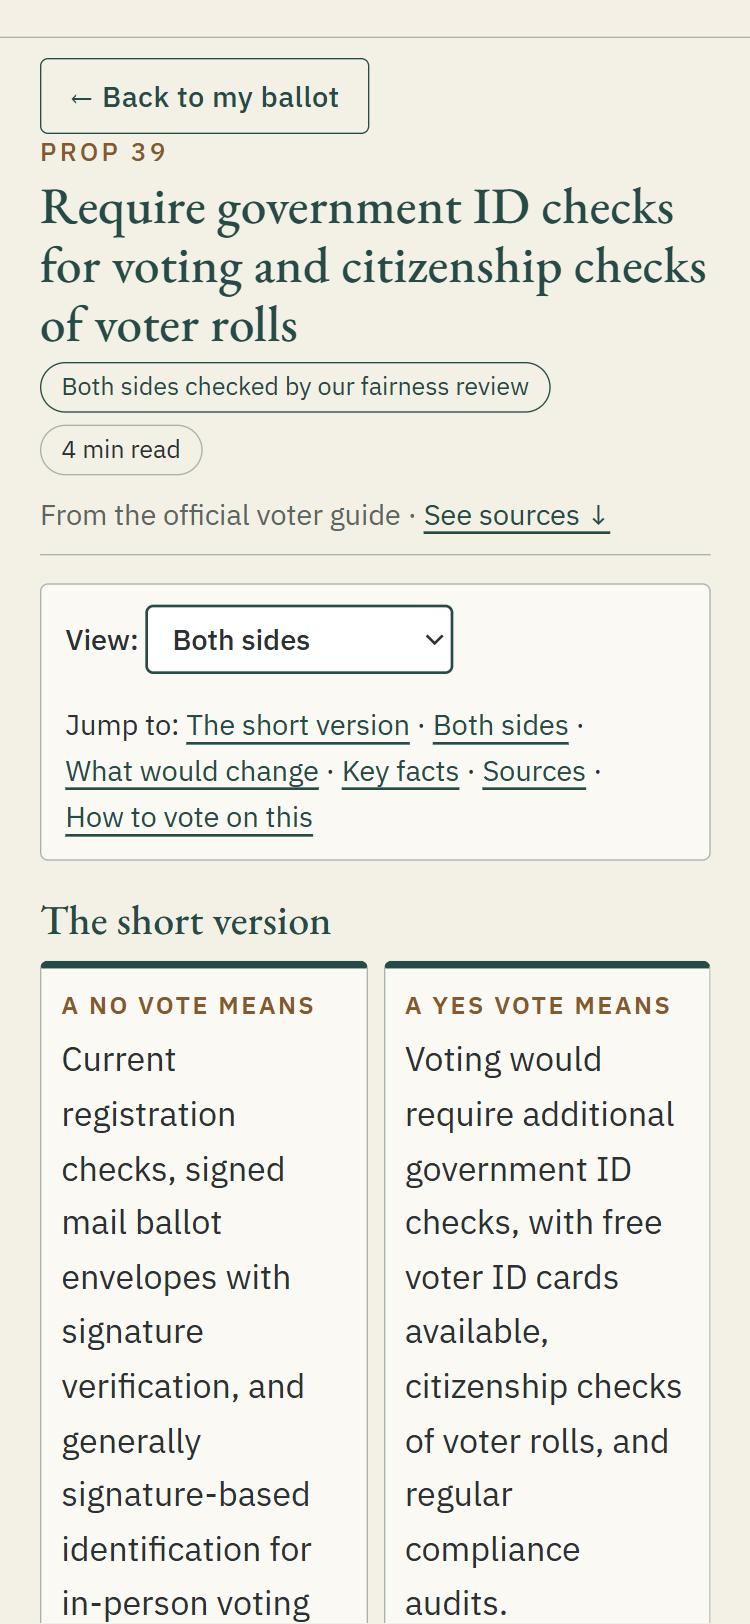 ← Back to my ballot
PROP 39
Require government ID checks
for voting and citizenship checks
of voter rolls
Both sides checked by our fairness review
4 min read
From the official voter guide · See sources ↓
View: Both sides
Jump to: The short version · Both sides ·
What would change · Key facts · Sources ·
How to vote on this
The short version
A NO VOTE MEANS
Current
registration
checks, signed
mail ballot
envelopes with
signature
verification, and
generally
signature-based
identification for
in-person voting
A YES VOTE MEANS
Voting would
require additional
government ID
checks, with free
voter ID cards
available,
citizenship checks
of voter rolls, and
regular
compliance
audits.